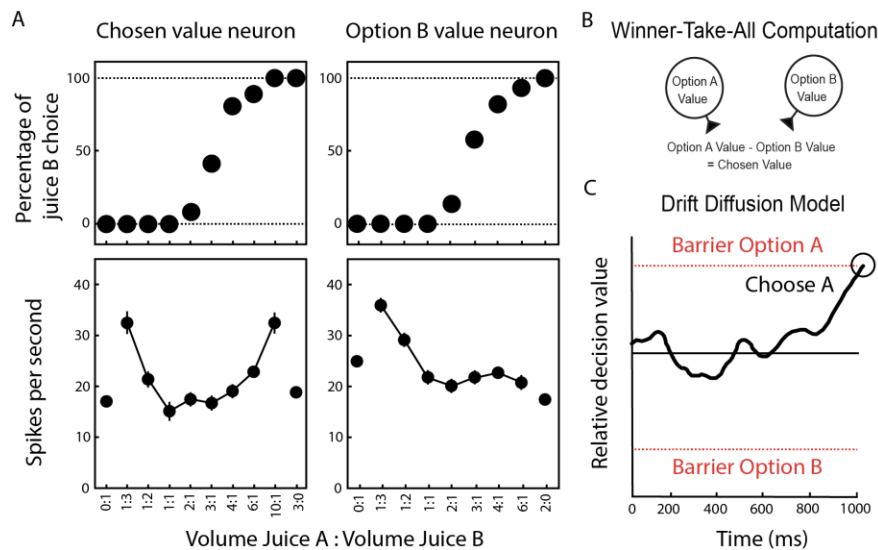 A
Chosen value neuron
Option B value neuron
Percentage of
juice B choice
100
50
0
100
50
0
Spikes per second
40
30
20
10
0
40
30
20
10
0
0:1
1:3
1:2
1:1
2:1
3:1
4:1
6:1
10:1
3:0
0:1
1:3
1:2
1:1
2:1
3:1
4:1
6:1
2:0
Volume Juice A : Volume Juice B
B
Winner-Take-All Computation
Option A
Value
Option B
Value
Option A Value - Option B Value
= Chosen Value
C
Drift Diffusion Model
Relative decision value
Barrier Option A
Choose A
Barrier Option B
0
200
400
600
800
1000
Time (ms)